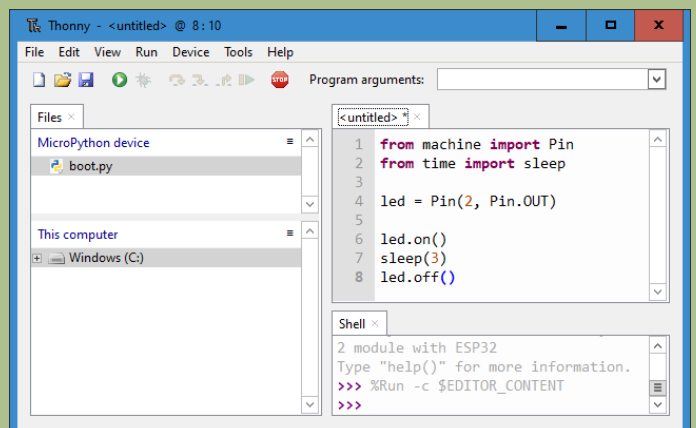 Thonny - <untitled> @ 8:10
File Edit View Run Device Tools Help
STOP Program arguments:
Files
MicroPython device
boot.py
This computer
Windows (C:)
<untitled> *
1 from machine import Pin
2 from time import sleep
3
4 led = Pin(2, Pin.OUT)
5
6 led.on()
7 sleep(3)
8 led.off()
Shell
2 module with ESP32
Type "help()" for more information.
>>> %Run -c $EDITOR_CONTENT
>>>